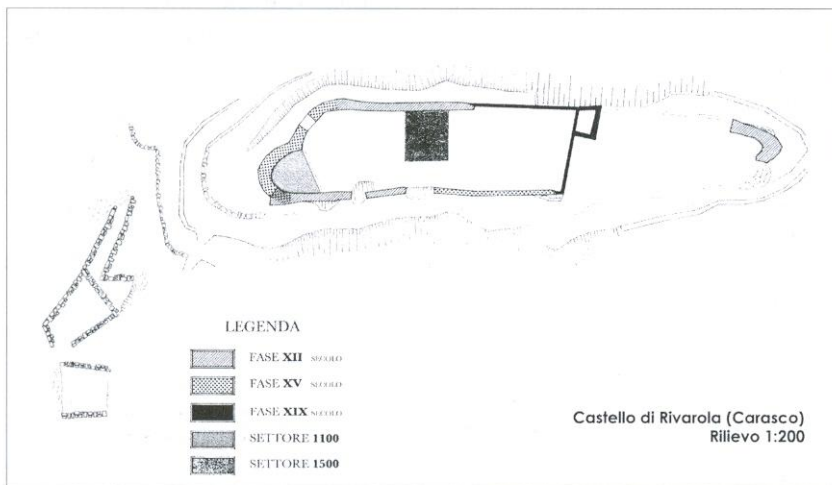 LEGENDA
FASE XII SECOLO
FASE XV SECOLO
FASE XIX SECOLO
SETTORE 1100
SETTORE 1500
Castello di Rivarola (Carasco)
Rilievo 1:200